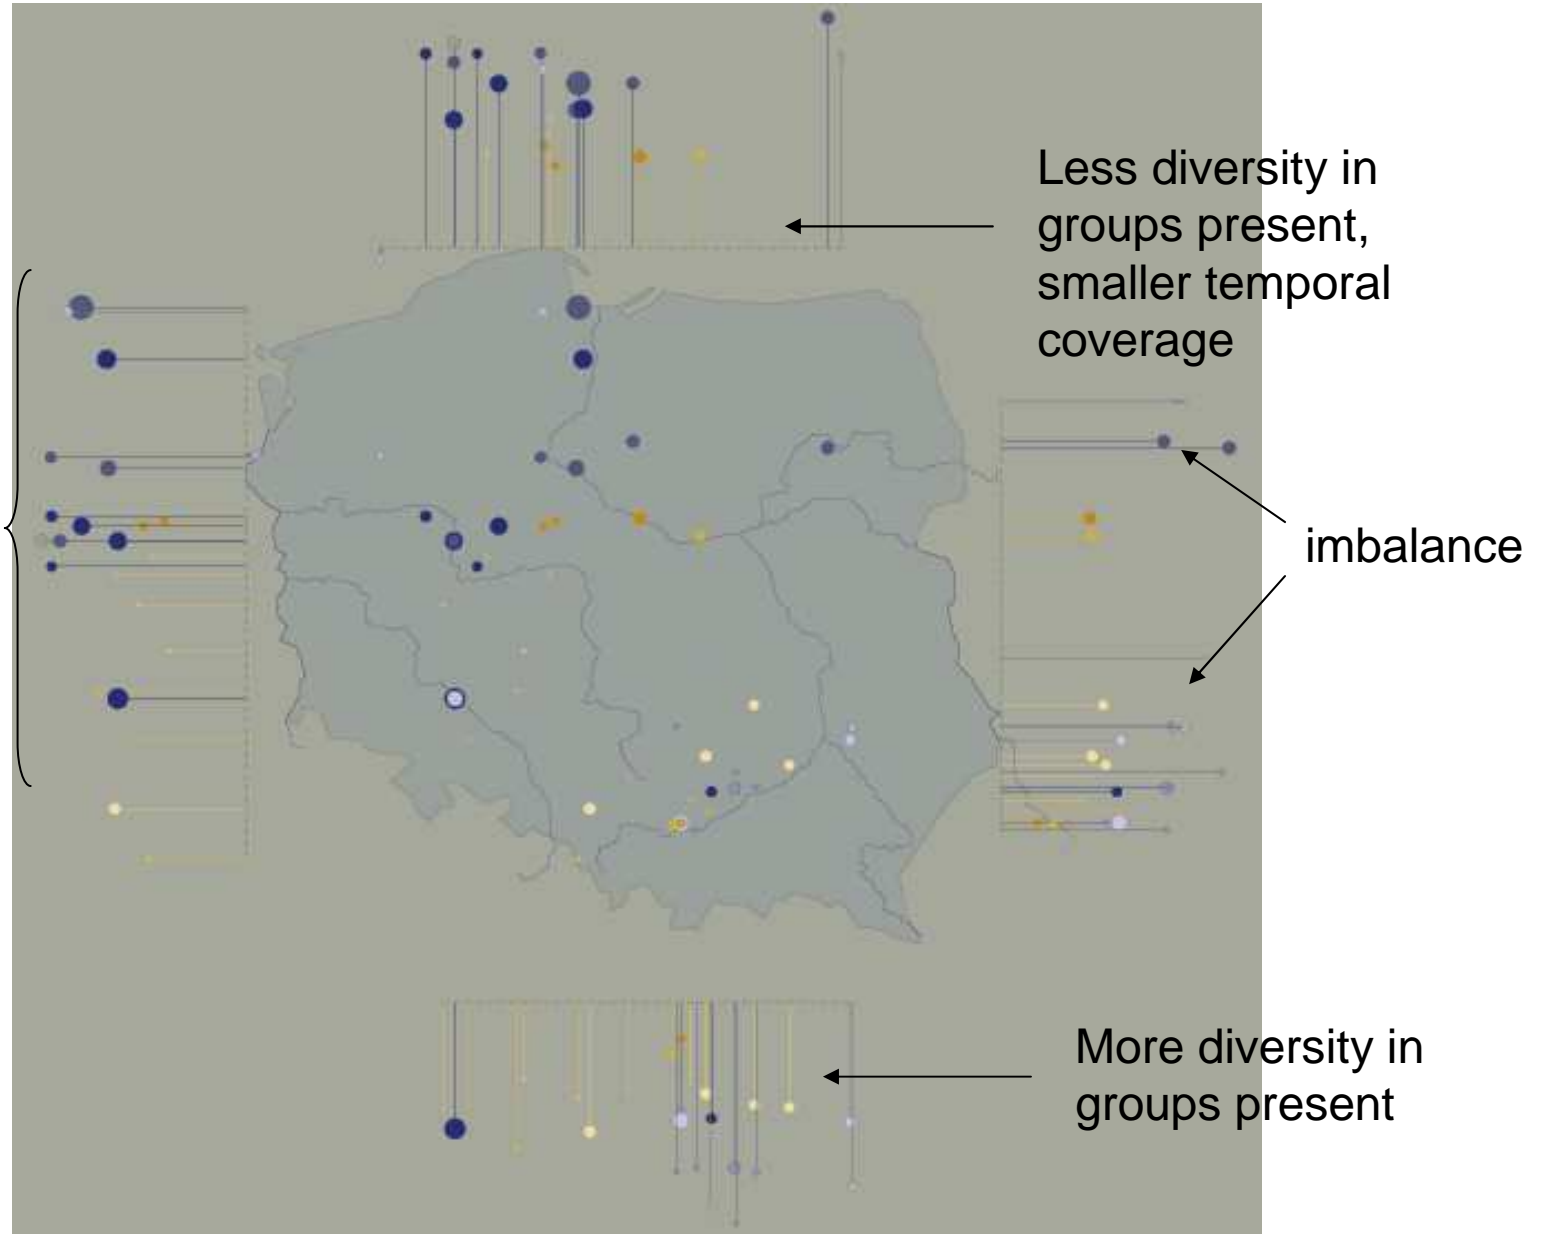 Less diversity in
groups present,
smaller temporal
coverage
imbalance
More diversity in
groups present